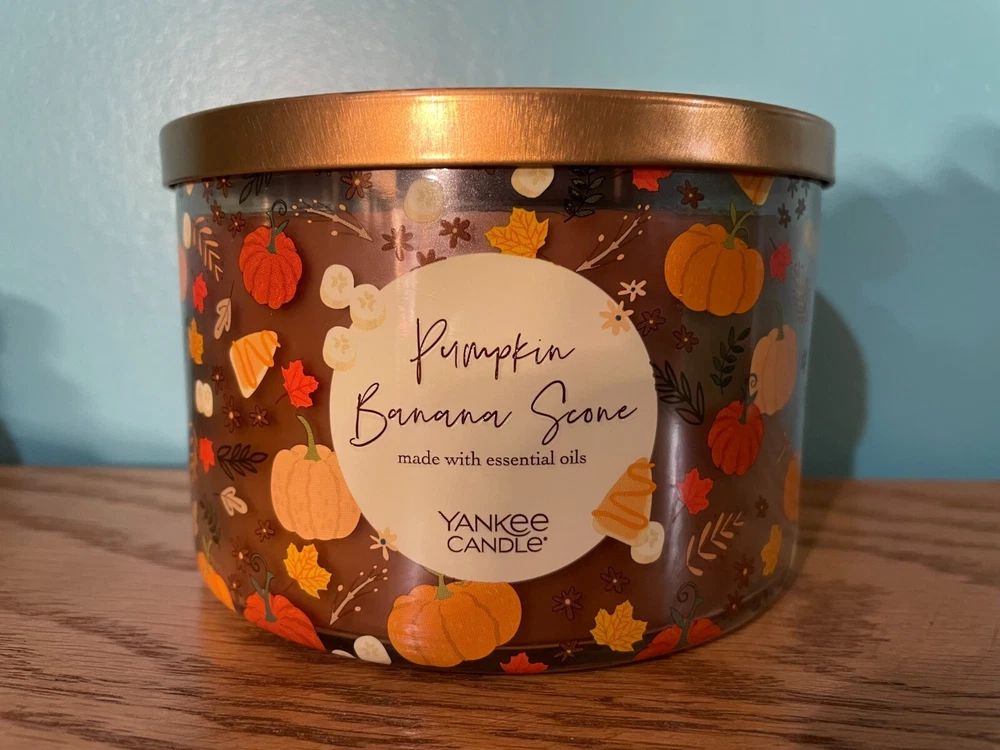 Pumpkin
Banana Scone
made with essential oils
YANKEE
CANDLE®